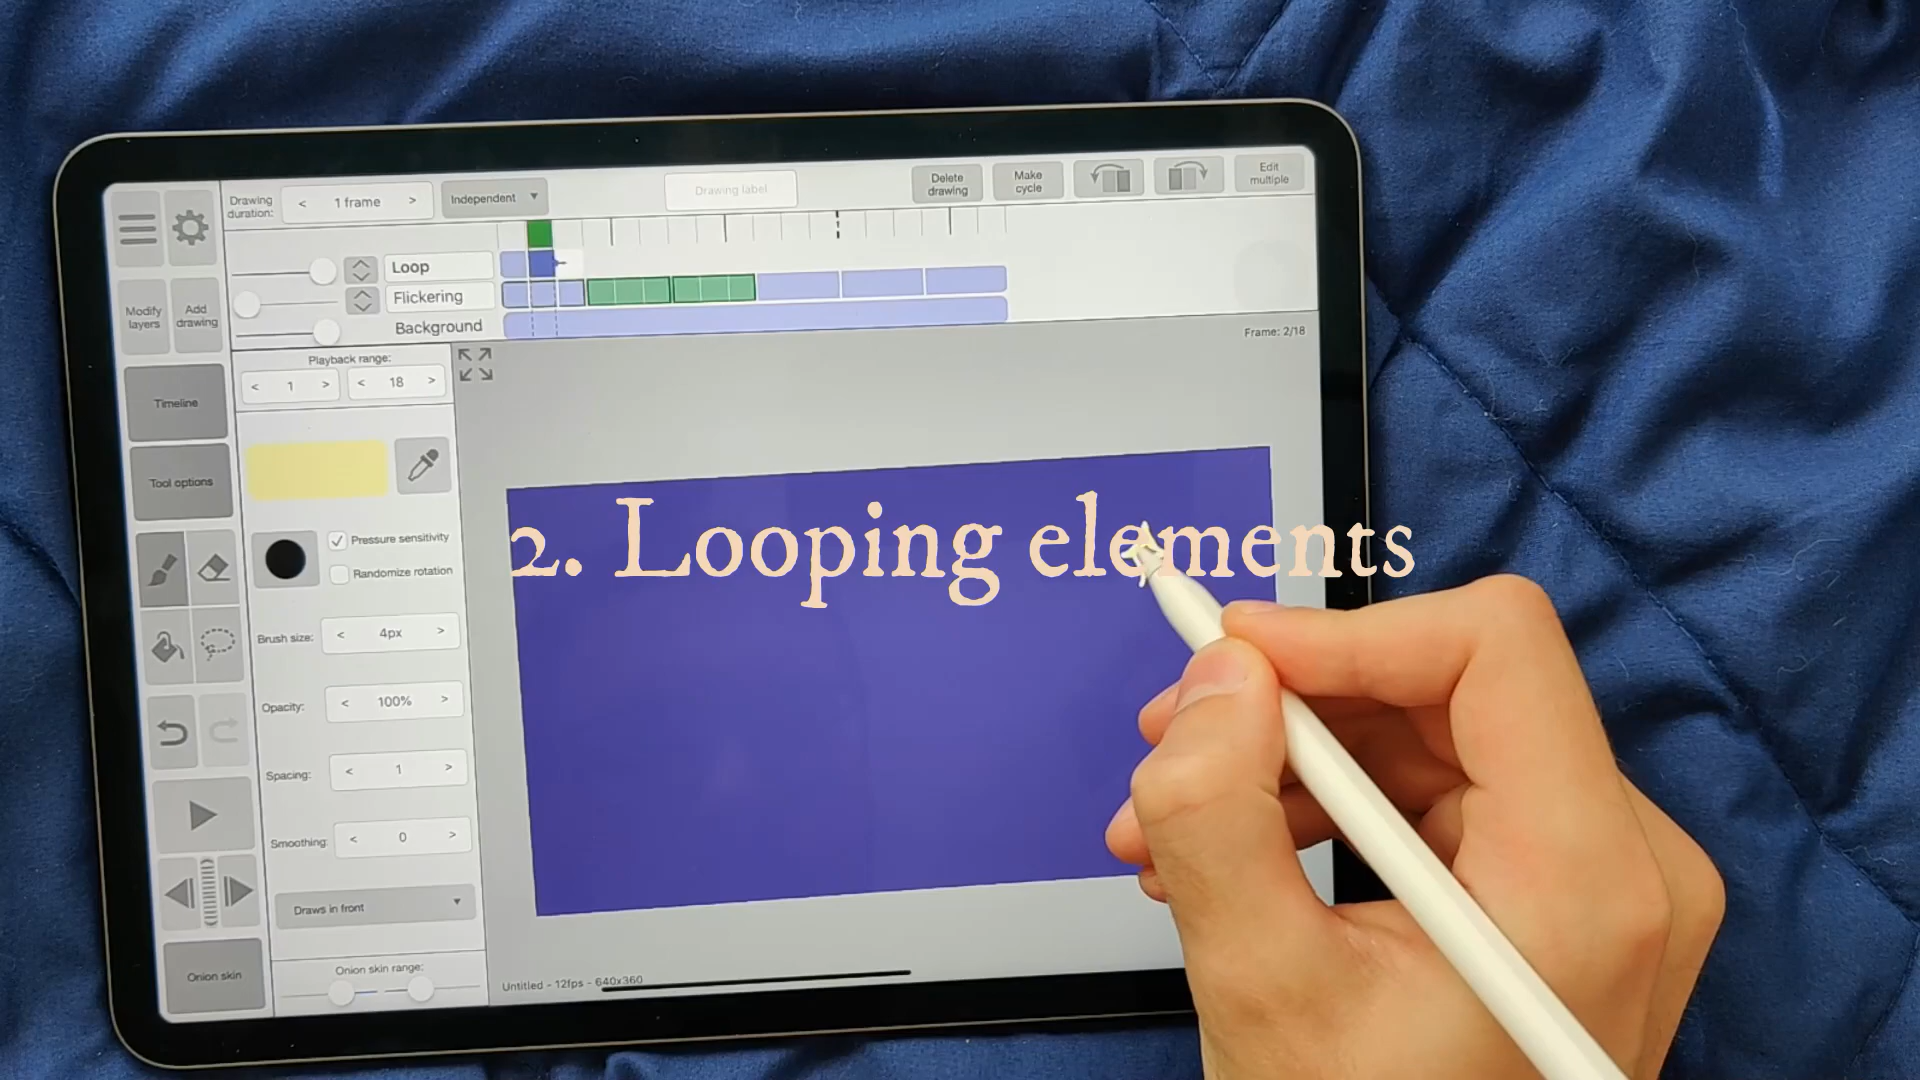 Drawing
duration:
< 1 frame >
Independent
Drawing label
Delete
drawing
Make
cycle
Edit
multiple
Loop
Flickering
Background
Modify
layers
Add
drawing
Frame: 2/18
Playback range:
< 1 >
< 18 >
Timeline
Tool options
Pressure sensitivity
Randomize rotation
2. Looping elements
Brush size:
< 4px >
Opacity:
< 100% >
Spacing:
< 1 >
Smoothing:
< 0 >
Draws in front
Onion skin
Onion skin range:
Untitled - 12fps - 640x360